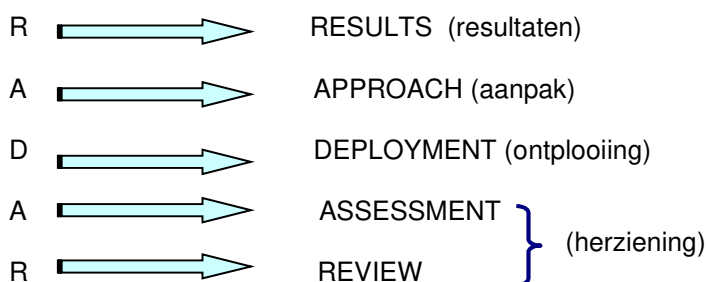 R RESULTS (resultaten)
A APPROACH (aanpak)
D DEPLOYMENT (ontplooiing)
A ASSESSMENT
(herziening)
R REVIEW